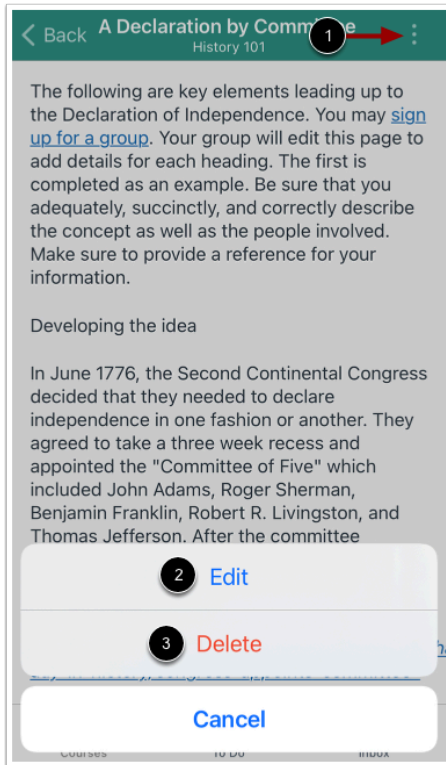 Back
A Declaration by Committee
1
History 101
The following are key elements leading up to
the Declaration of Independence. You may sign
up for a group. Your group will edit this page to
add details for each heading. The first is
completed as an example. Be sure that you
adequately, succinctly, and correctly describe
the concept as well as the people involved.
Make sure to provide a reference for your
information.
Developing the idea
In June 1776, the Second Continental Congress
decided that they needed to declare
independence in one fashion or another. They
agreed to take a three week recess and
appointed the "Committee of Five" which
included John Adams, Roger Sherman,
Benjamin Franklin, Robert R. Livingston, and
Thomas Jefferson. After the committee
2 Edit
3 Delete
Cancel
Courses To Do Inbox